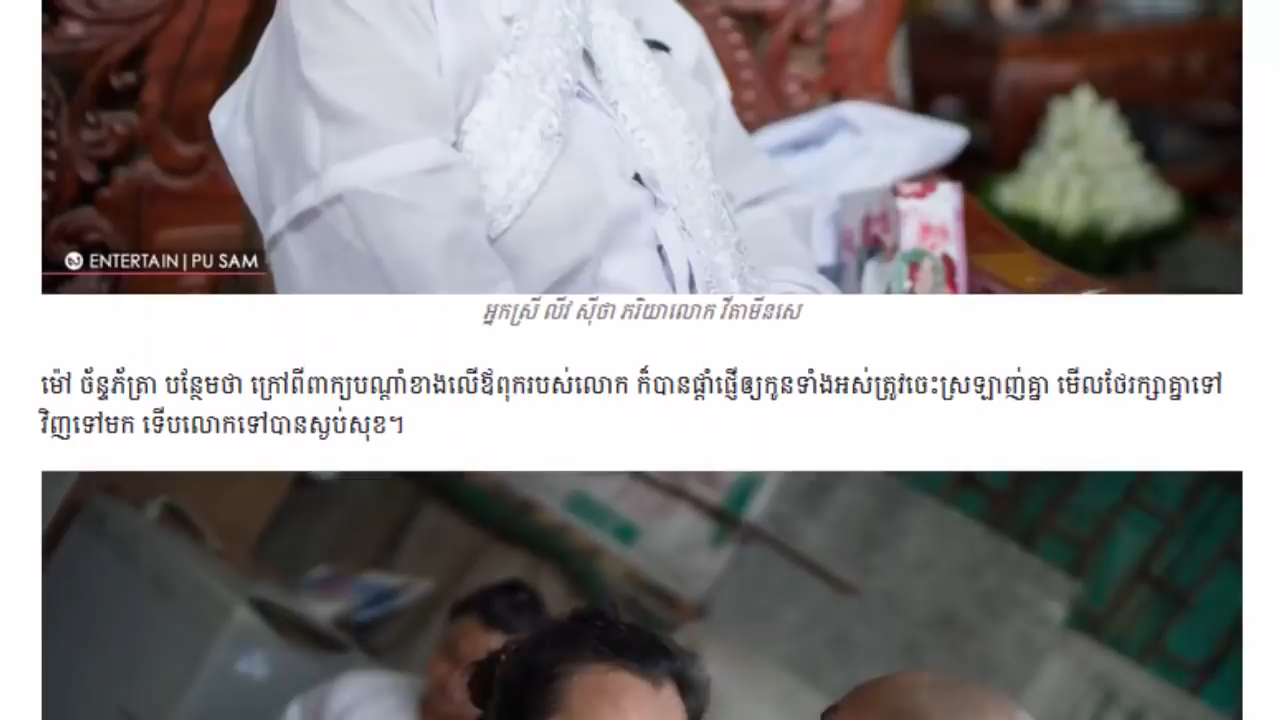 ENTERTAIN | PU SAM
អ្នកស្រី លីវ ស៊ីថា ភរិយាលោក វីតាមីនសេ
ម៉ៅ ច័ន្ទភ័ត្រា បន្ថែមថា ក្រៅពីពាក្យបណ្ដាំខាងលើឪពុករបស់លោក ក៏បានផ្ដាំផ្ញើឲ្យកូនទាំងអស់ត្រូវចេះស្រឡាញ់គ្នា មើលថែរក្សាគ្នាទៅ
វិញទៅមក ទើបលោកទៅបានស្ងប់សុខ។